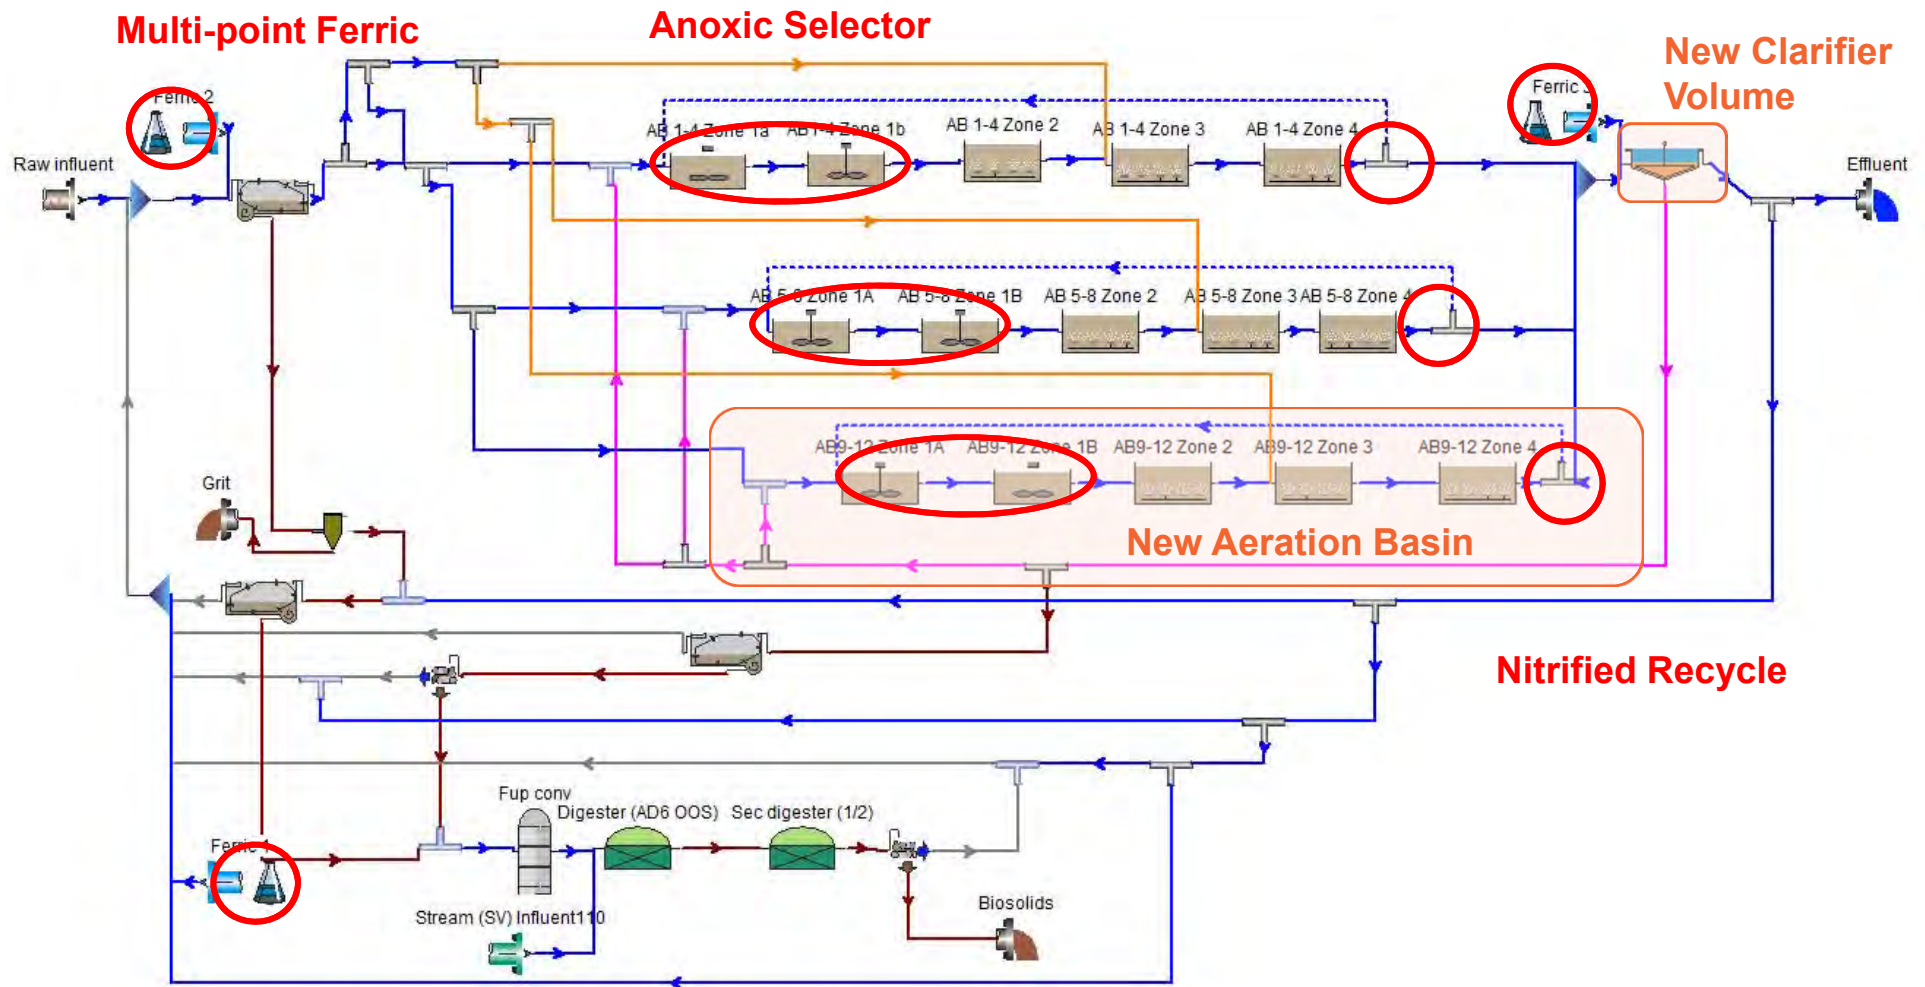 Multi-point Ferric
Anoxic Selector
New Clarifier
Volume
Ferric 2
Ferric 3
AB 1-4 Zone 1a
AB 1-4 Zone 1b
AB 1-4 Zone 2
AB 1-4 Zone 3
AB 1-4 Zone 4
Raw influent
Effluent
AB 5-8 Zone 1A
AB 5-8 Zone 1B
AB 5-8 Zone 2
AB 5-8 Zone 3
AB 5-8 Zone 4
AB9-12 Zone 1A
AB9-12 Zone 1B
AB9-12 Zone 2
AB9-12 Zone 3
AB9-12 Zone 4
Grit
New Aeration Basin
Nitrified Recycle
Fup conv
Digester (AD6 OOS)
Sec digester (1/2)
Ferric 1
Stream (SV) Influent110
Biosolids